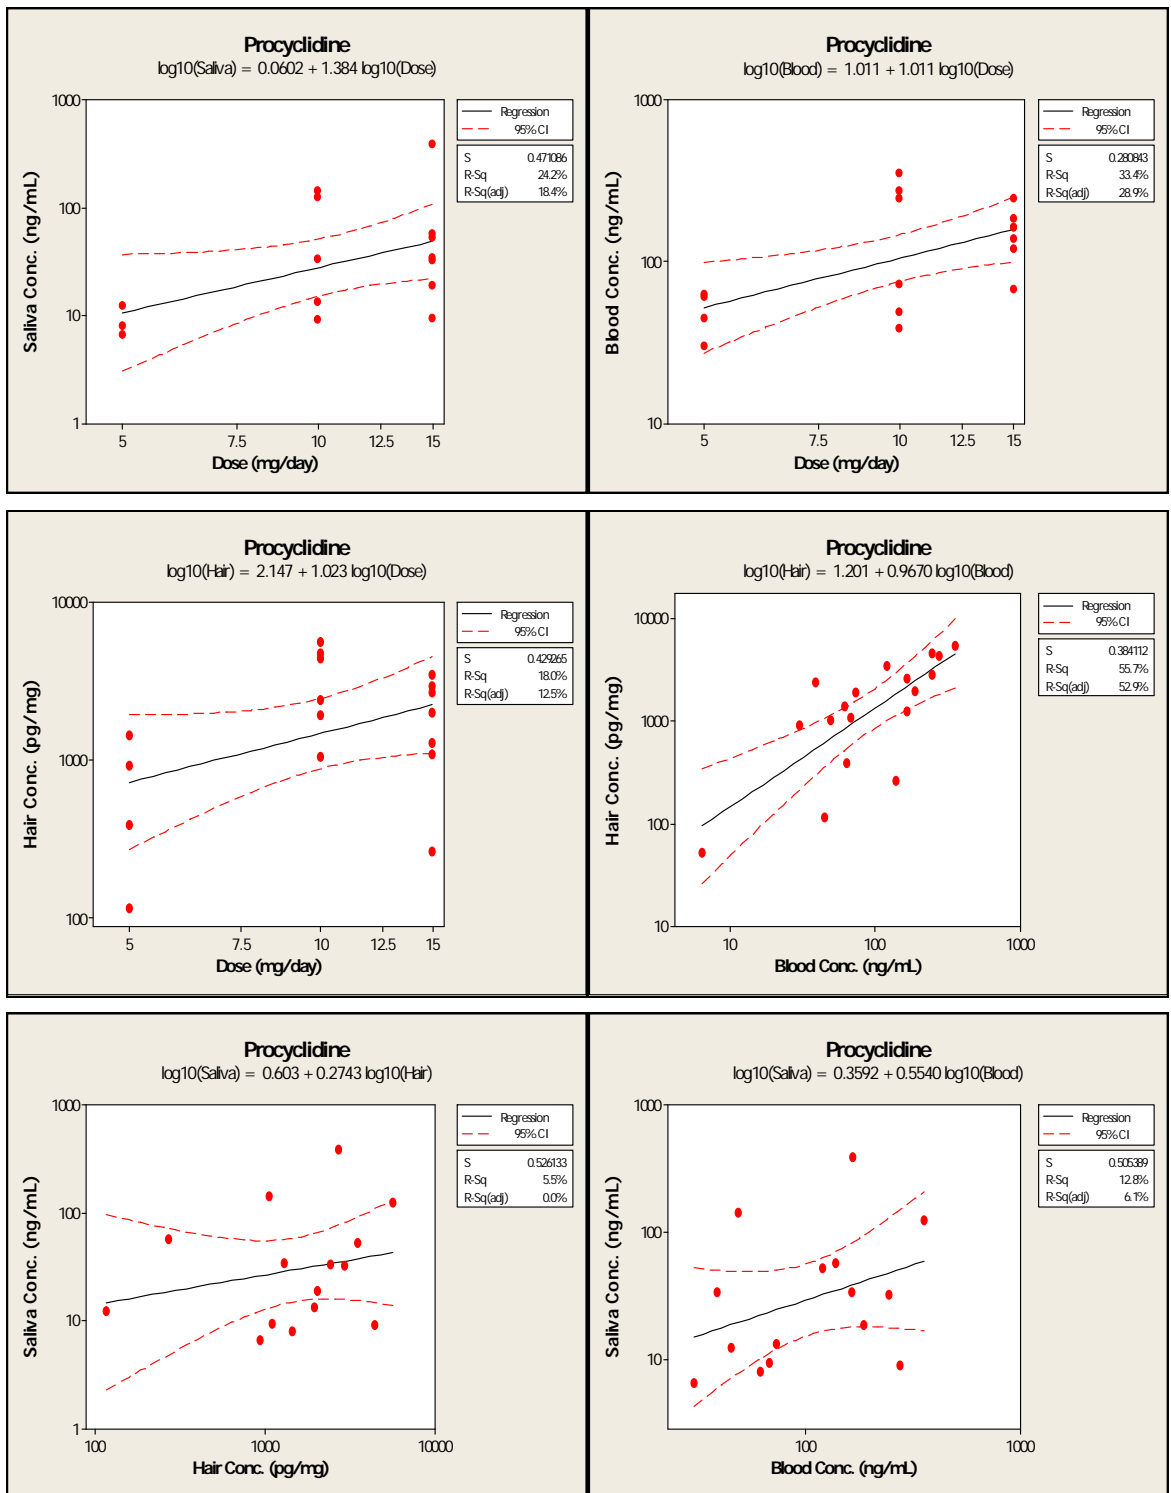 Procyclidine
log10(Saliva) = 0.0602 + 1.384 log10(Dose)
1000
100
10
1
Saliva Conc. (ng/mL)
5 7.5 10 12.5 15
Dose (mg/day)
Regression
95% CI
S 0.471086
R-Sq 24.2%
R-Sq(adj) 18.4%
Procyclidine
log10(Blood) = 1.011 + 1.011 log10(Dose)
1000
100
10
Blood Conc. (ng/mL)
5 7.5 10 12.5 15
Dose (mg/day)
Regression
95% CI
S 0.280843
R-Sq 33.4%
R-Sq(adj) 28.9%
Procyclidine
log10(Hair) = 2.147 + 1.023 log10(Dose)
10000
1000
100
Hair Conc. (pg/mg)
5 7.5 10 12.5 15
Dose (mg/day)
Regression
95% CI
S 0.429265
R-Sq 18.0%
R-Sq(adj) 12.5%
Procyclidine
log10(Hair) = 1.201 + 0.9670 log10(Blood)
10000
1000
100
10
Hair Conc. (pg/mg)
10 100 1000
Blood Conc. (ng/mL)
Regression
95% CI
S 0.384112
R-Sq 55.7%
R-Sq(adj) 52.9%
Procyclidine
log10(Saliva) = 0.603 + 0.2743 log10(Hair)
1000
100
10
1
Saliva Conc. (ng/mL)
100 1000 10000
Hair Conc. (pg/mg)
Regression
95% CI
S 0.526133
R-Sq 5.5%
R-Sq(adj) 0.0%
Procyclidine
log10(Saliva) = 0.3592 + 0.5540 log10(Blood)
1000
100
10
Saliva Conc. (ng/mL)
100 1000
Blood Conc. (ng/mL)
Regression
95% CI
S 0.505389
R-Sq 12.8%
R-Sq(adj) 6.1%